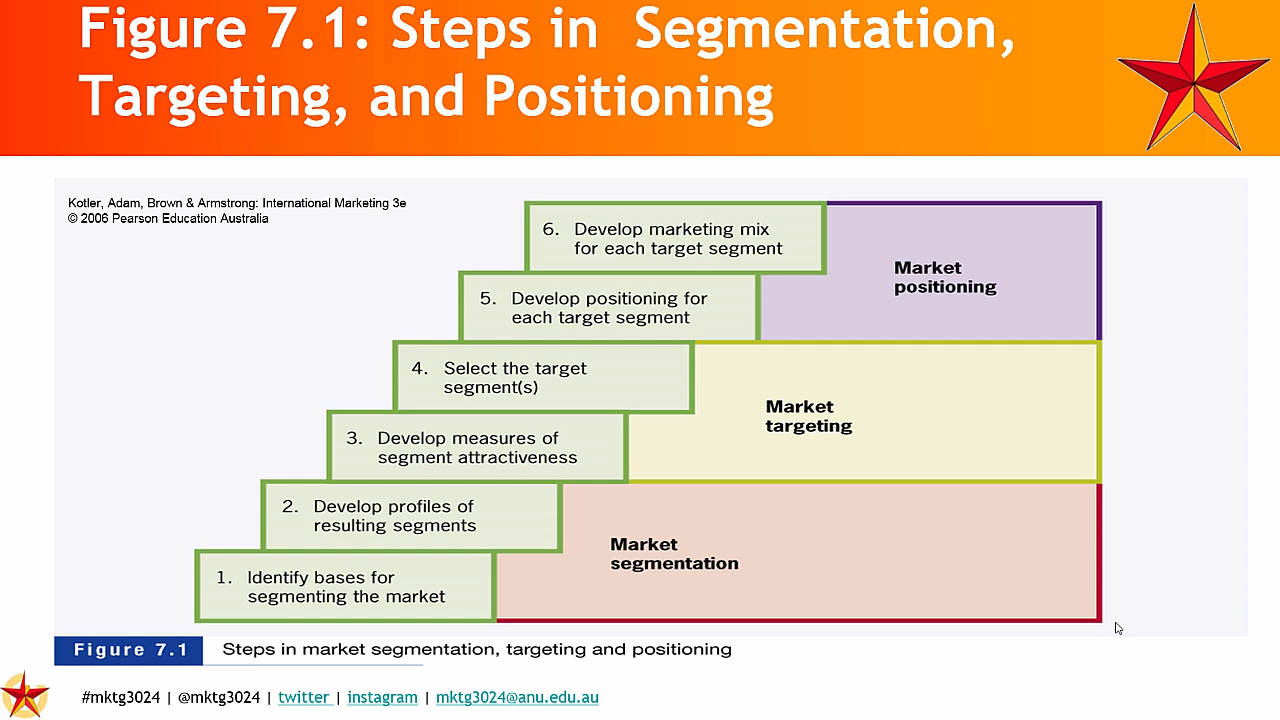 Figure 7.1: Steps in Segmentation,
Targeting, and Positioning
Kotler, Adam, Brown & Armstrong: International Marketing 3e
© 2006 Pearson Education Australia
6. Develop marketing mix
for each target segment
Market
positioning
5. Develop positioning for
each target segment
4. Select the target
segment(s)
Market
targeting
3. Develop measures of
segment attractiveness
2. Develop profiles of
resulting segments
Market
segmentation
1. Identify bases for
segmenting the market
Figure 7.1 Steps in market segmentation, targeting and positioning
#mktg3024 | @mktg3024 | twitter | instagram | mktg3024@anu.edu.au